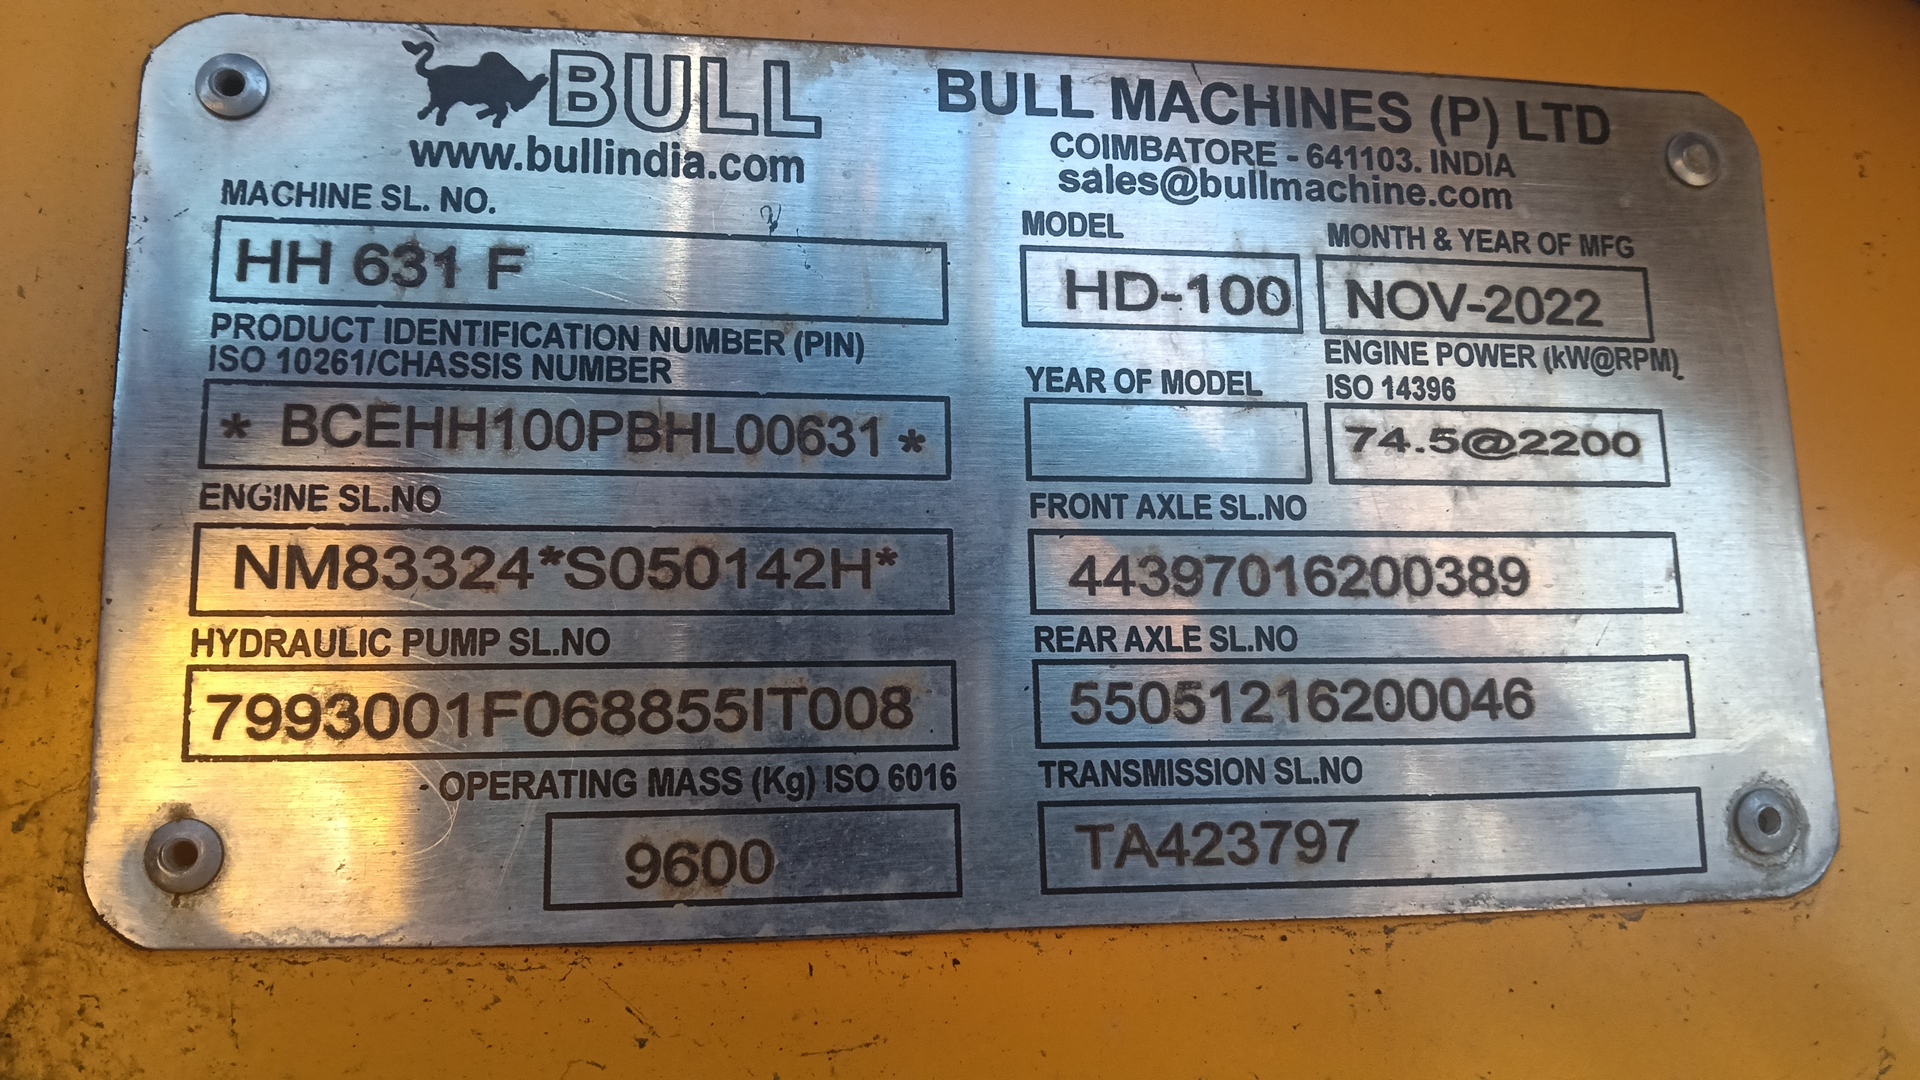 BULL
www.bullindia.com
BULL MACHINES (P) LTD
COIMBATORE - 641103. INDIA
sales@bullmachine.com
MACHINE SL. NO.
HH 631 F
MODEL
HD-100
MONTH & YEAR OF MFG
NOV-2022
PRODUCT IDENTIFICATION NUMBER (PIN)
ISO 10261/CHASSIS NUMBER
* BCEHH100PBHL00631 *
YEAR OF MODEL
ENGINE POWER (kW@RPM)
ISO 14396
74.5@2200
ENGINE SL.NO
NM83324*S050142H*
FRONT AXLE SL.NO
44397016200389
HYDRAULIC PUMP SL.NO
7993001F068855IT008
REAR AXLE SL.NO
55051216200046
OPERATING MASS (Kg) ISO 6016
9600
TRANSMISSION SL.NO
TA423797